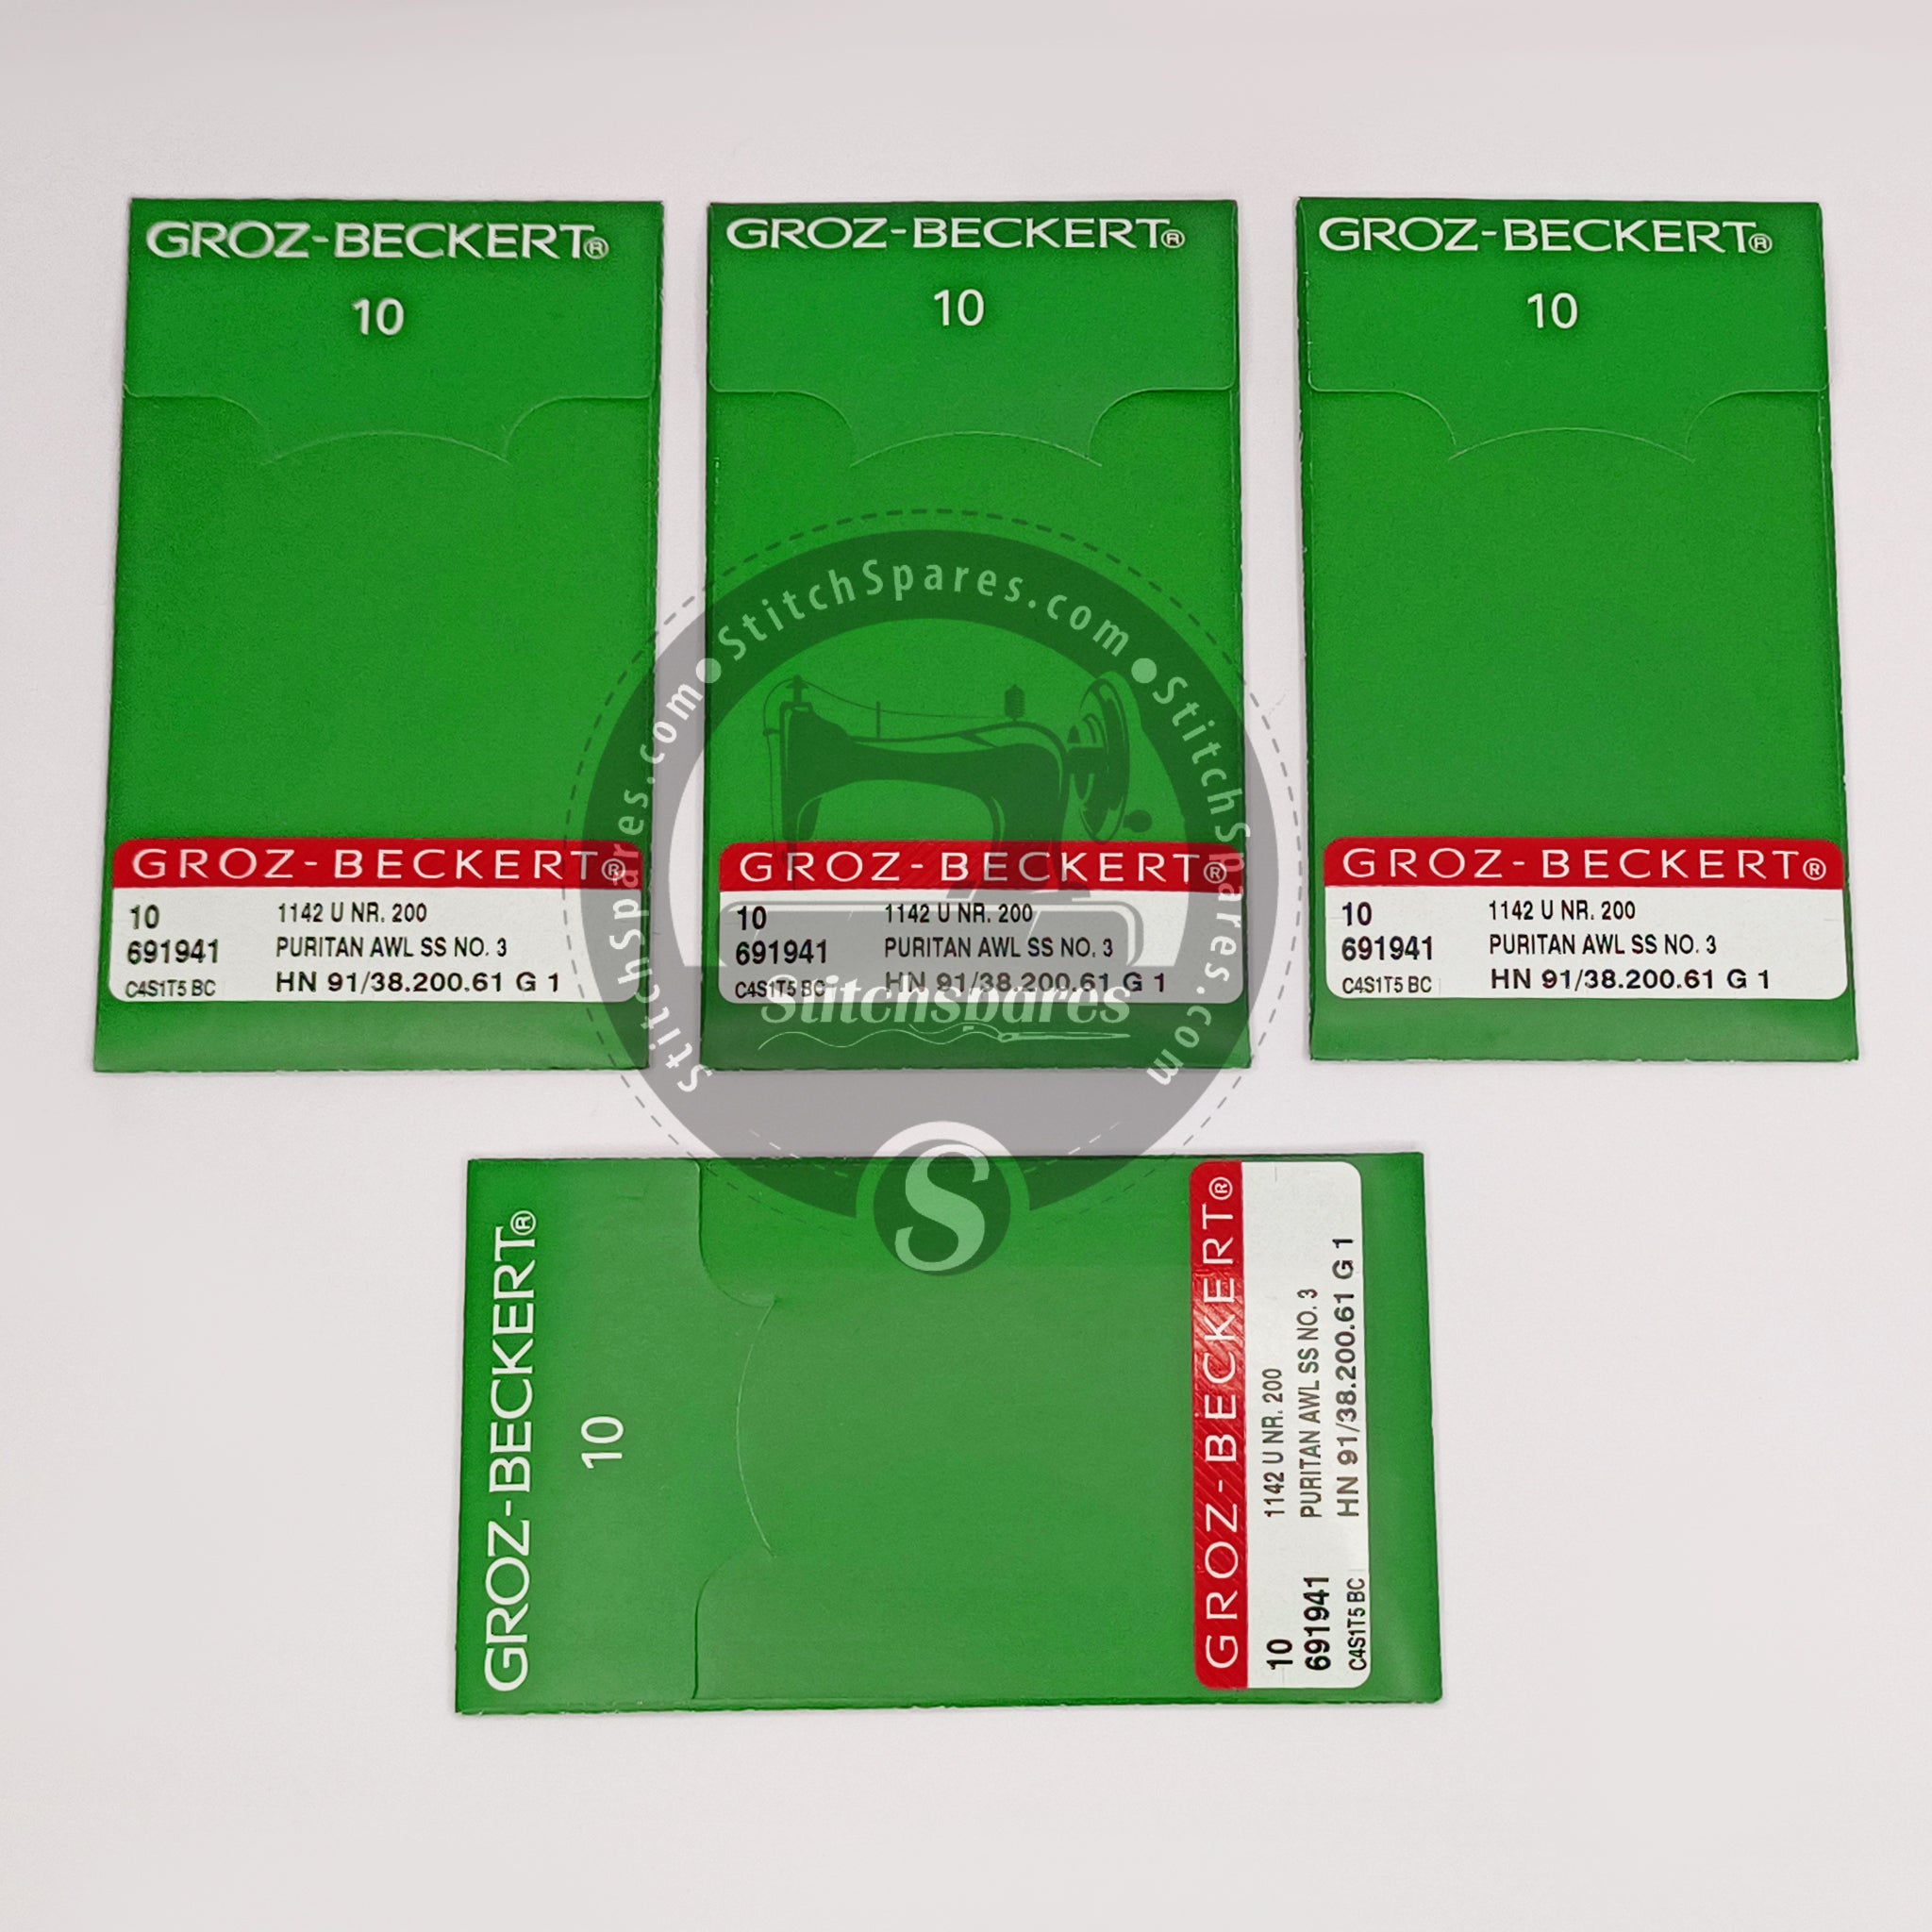 GROZ-BECKERT®
10
GROZ-BECKERT®
10
691941
C4S1T5 BC
1142 U NR. 200
PURITAN AWL SS NO. 3
HN 91/38.200.61 G 1
GROZ-BECKERT®
10
GROZ-BECKERT®
10
691941
C4S1T5 BC
1142 U NR. 200
PURITAN AWL SS NO. 3
HN 91/38.200.61 G 1
GROZ-BECKERT®
10
GROZ-BECKERT®
10
691941
C4S1T5 BC
1142 U NR. 200
PURITAN AWL SS NO. 3
HN 91/38.200.61 G 1
StitchSpares.com●StitchSpares.com●StitchSpares.com
Stitchspares
S
GROZ-BECKERT®
10
GROZ-BECKERT®
10
691941
C4S1T5 BC
1142 U NR. 200
PURITAN AWL SS NO. 3
HN 91/38.200.61 G 1